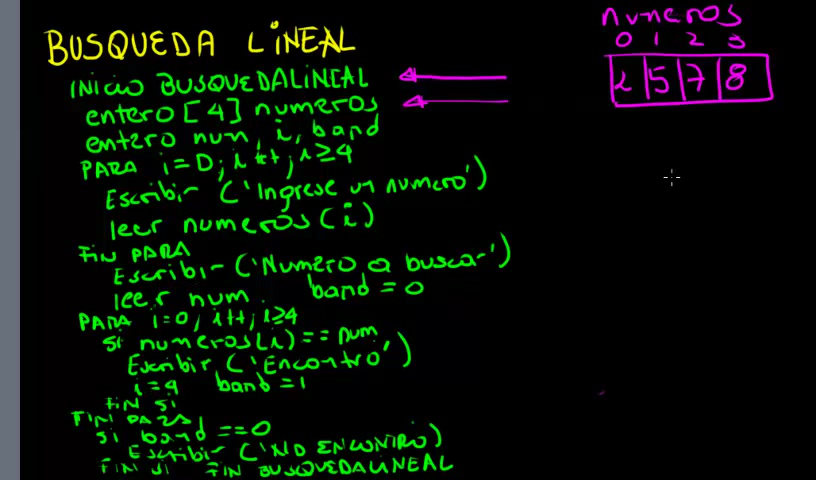 BUSQUEDA LINEAL
INICIO BUSQUEDALINEAL
entero [4] numeros
entero num, i, band
PARA i=0; i++; i≥4
Escribir ('Ingrese un numero')
leer numeros(i)
FIN PARA
Escribir ('Numero a buscar')
leer num band = 0
PARA i=0; i++; i≥4
si numeros(i) == num
Escribir ('Encontro')
i=4 band=1
fin si
FIN PARA
si band ==0
Escribir ('NO ENCONTRO)
FIN SI FIN BUSQUEDALINEAL
numeros
0 1 2 3
2 5 7 8